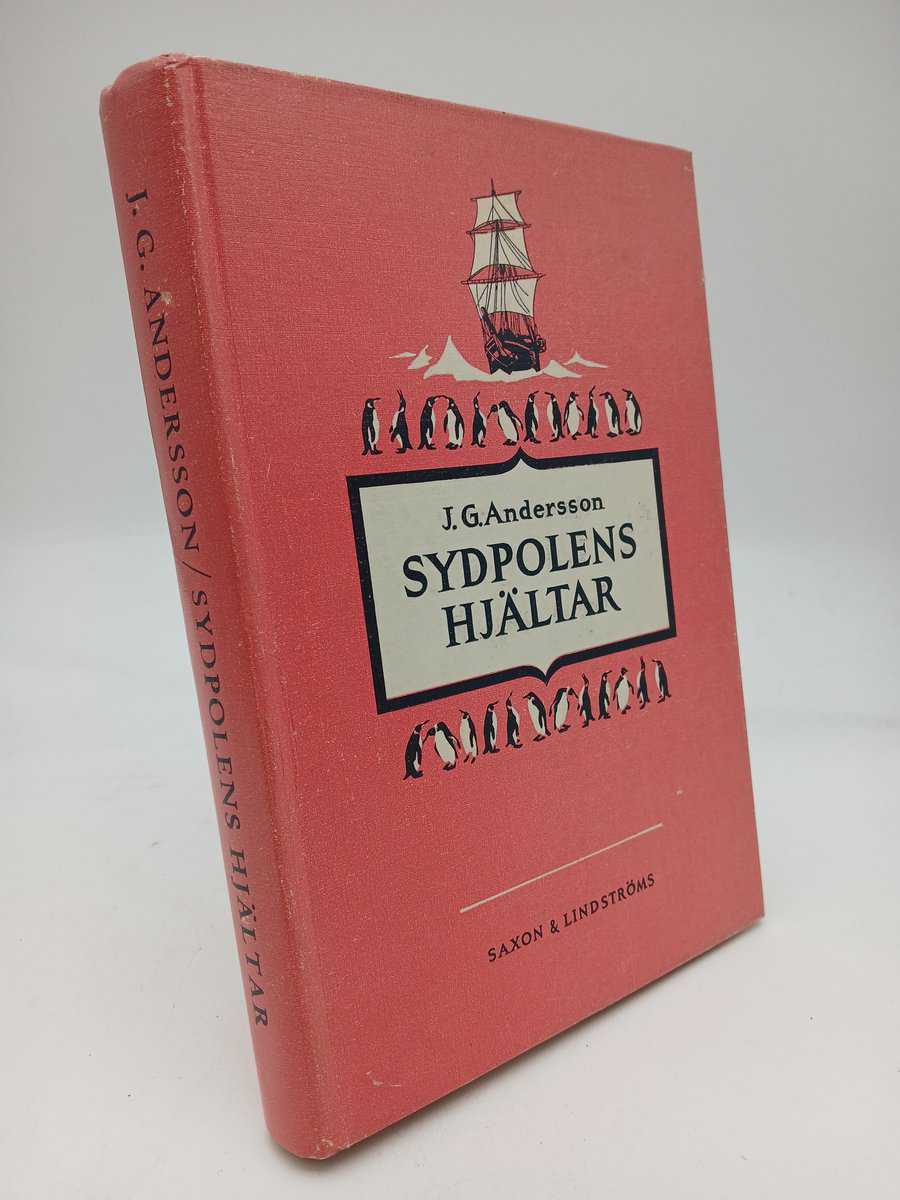 J. G. ANDERSSON / SYDPOLENS HJÄLTAR
J.G.Andersson
SYDPOLENS
HJÄLTAR
SAXON & LINDSTRÖMS